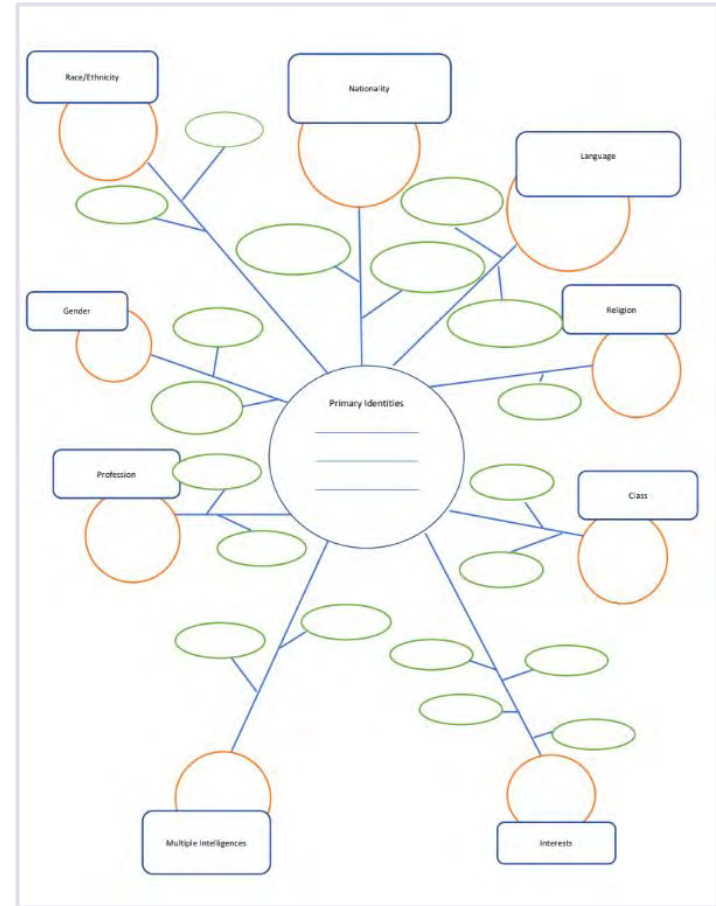 Race/Ethnicity
Nationality
Language
Gender
Religion
Primary Identities
Profession
Class
Multiple Intelligences
Interests